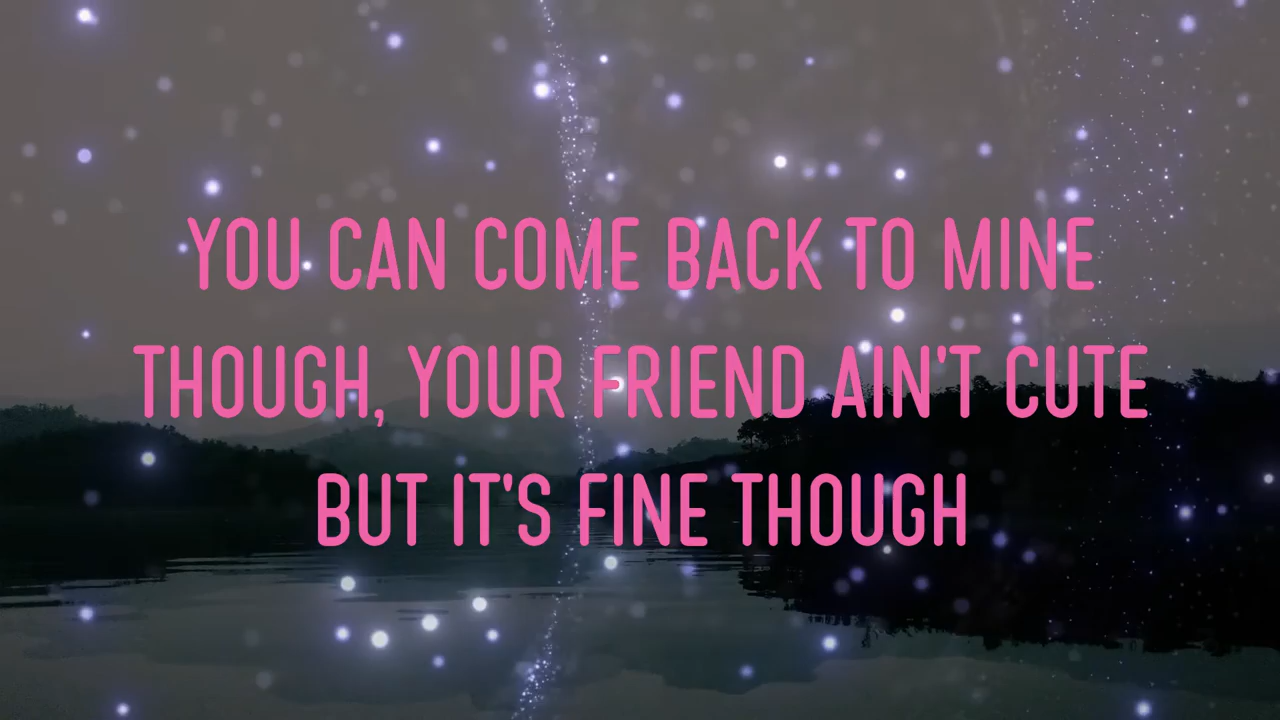 YOU CAN COME BACK TO MINE
THOUGH, YOUR FRIEND AIN'T CUTE
BUT IT'S FINE THOUGH